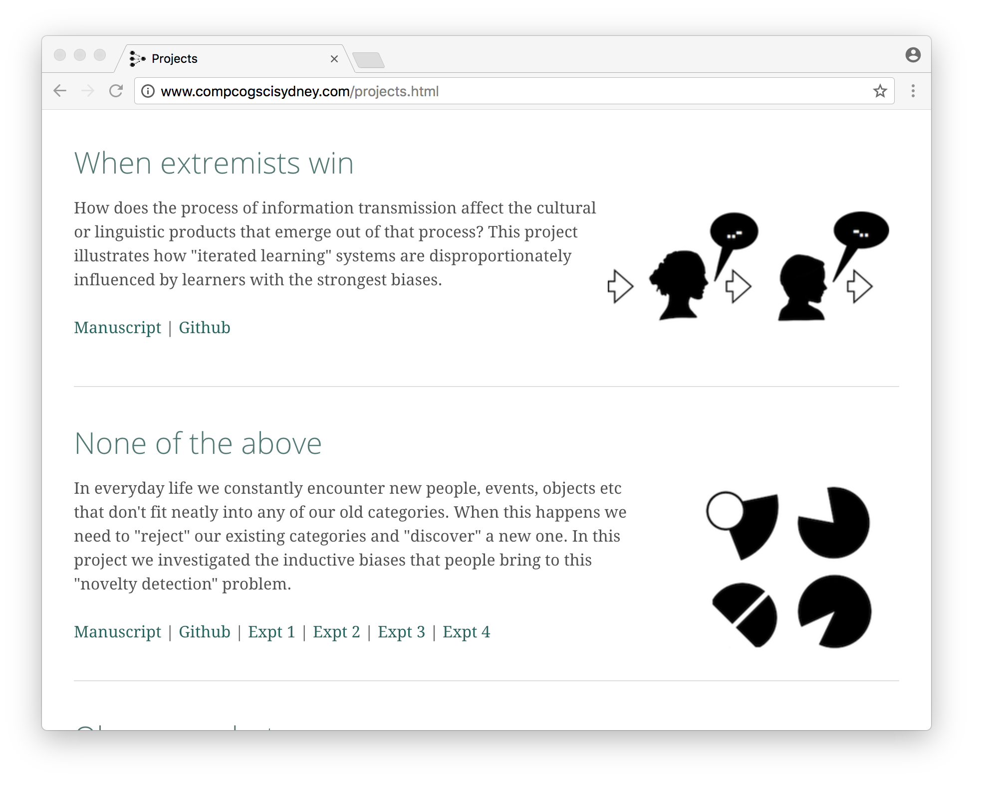 Projects
www.compcogscisydney.com/projects.html
When extremists win
How does the process of information transmission affect the cultural
or linguistic products that emerge out of that process? This project
illustrates how "iterated learning" systems are disproportionately
influenced by learners with the strongest biases.
..-
-..
Manuscript | Github
None of the above
In everyday life we constantly encounter new people, events, objects etc
that don't fit neatly into any of our old categories. When this happens we
need to "reject" our existing categories and "discover" a new one. In this
project we investigated the inductive biases that people bring to this
"novelty detection" problem.
Manuscript | Github | Expt 1 | Expt 2 | Expt 3 | Expt 4